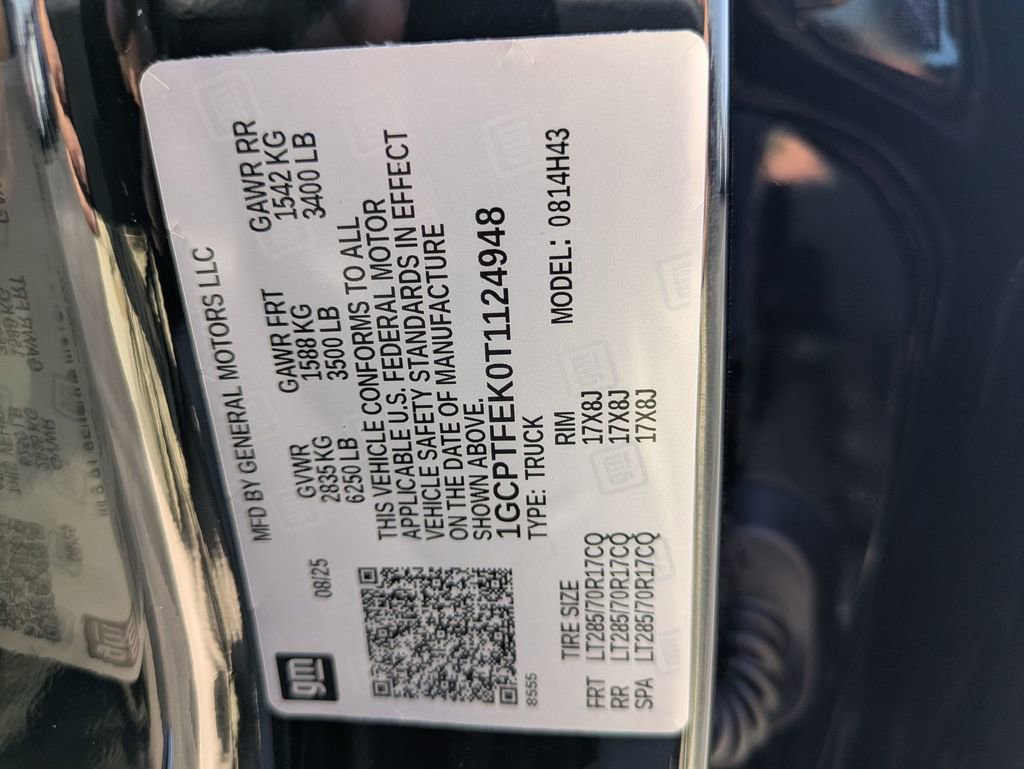 gm
MFD BY GENERAL MOTORS LLC
08/25
GVWR GAWR FRT GAWR RR
2835 KG 1588 KG 1542 KG
6250 LB 3500 LB 3400 LB
THIS VEHICLE CONFORMS TO ALL
APPLICABLE U.S. FEDERAL MOTOR
VEHICLE SAFETY STANDARDS IN EFFECT
ON THE DATE OF MANUFACTURE
SHOWN ABOVE.
1GCPTFEK0T1124948
TYPE: TRUCK
8555
MODEL: 0814H43
TIRE SIZE RIM
FRT LT285/70R17CQ 17X8J
RR LT285/70R17CQ 17X8J
SPA LT285/70R17CQ 17X8J